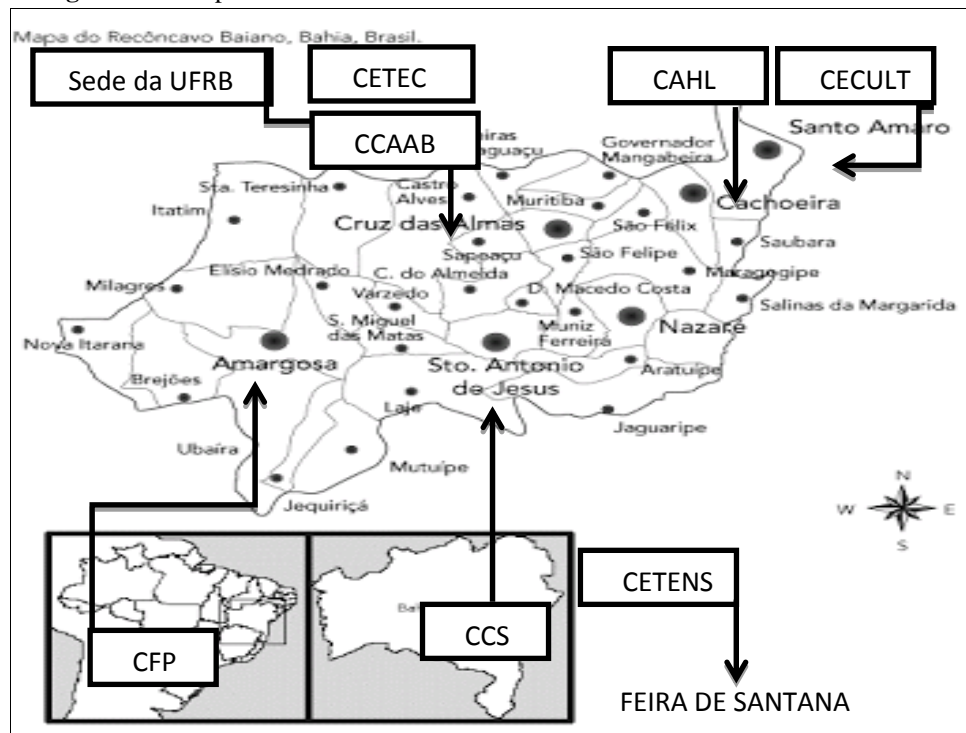 Mapa do Recôncavo Baiano, Bahia, Brasil.
Sede da UFRB
CETEC
CAHL
CECULT
CCAAB
Santo Amaro
Governador
Mangabeira
Sta. Teresinha
Castro
Alves
Muritiba
Cachoeira
Itatim
Cruz das Almas
São Félix
Sapeaçu
São Felipe
Saubara
Elísio Medrado
C. do Almeida
Maragogipe
Milagres
Varzedo
D. Macedo Costa
Salinas da Margarida
S. Miguel
das Matas
Muniz
Ferreira
Nazaré
Nova Itarana
Amargosa
Sto. Antonio
de Jesus
Aratuípe
Brejões
Laje
Jaguaripe
Ubaíra
Mutuípe
Jequiriçá
N
W
E
S
CETENS
CCS
CFP
FEIRA DE SANTANA